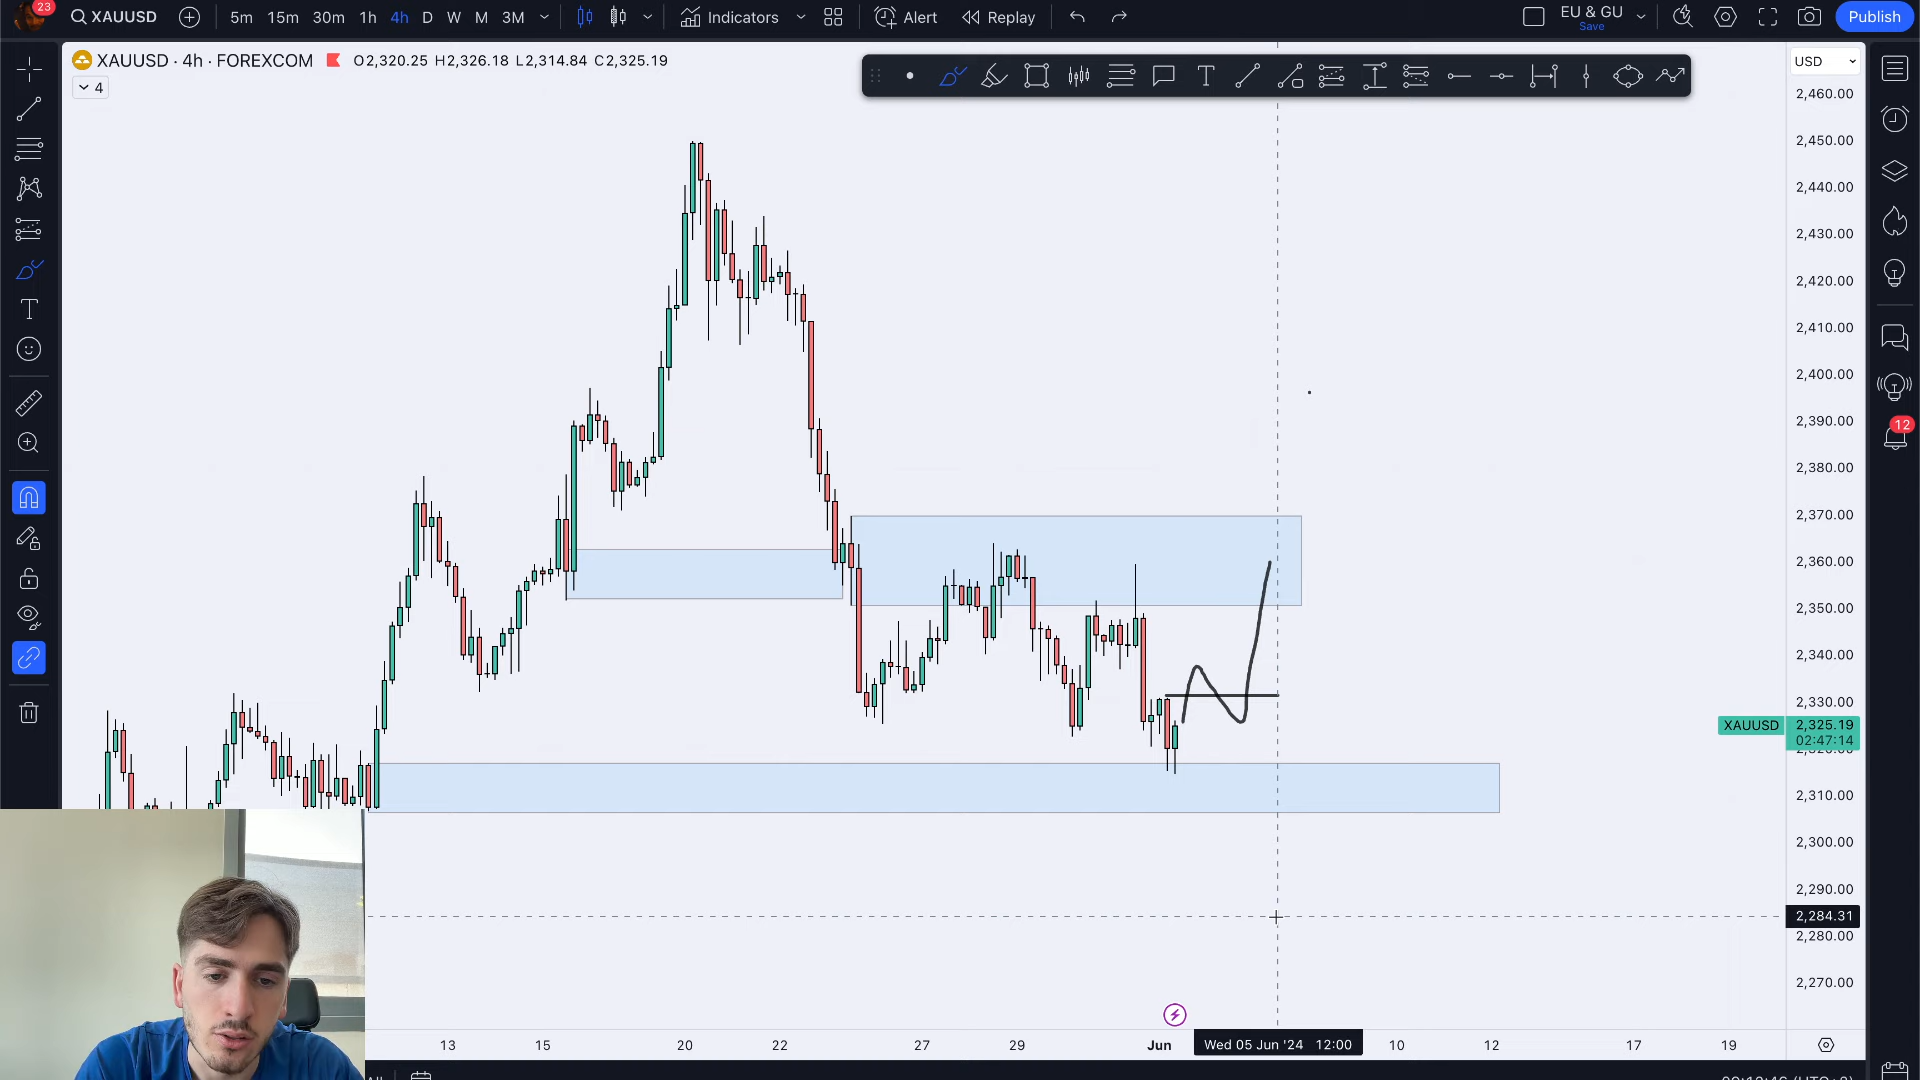 23
XAUUSD
5m 15m 30m 1h 4h D W M 3M
Indicators
Alert
Replay
EU & GU
Save
Publish
XAUUSD · 4h · FOREXCOM O2,320.25 H2,326.18 L2,314.84 C2,325.19
4
USD
2,460.00
2,450.00
2,440.00
2,430.00
2,420.00
2,410.00
2,400.00
2,390.00
2,380.00
2,370.00
2,360.00
2,350.00
2,340.00
2,330.00
XAUUSD 2,325.19
02:47:14
2,310.00
2,300.00
2,290.00
2,284.31
2,280.00
2,270.00
12
13 15 20 22 27 29 Jun Wed 05 Jun '24 12:00 10 12 17 19